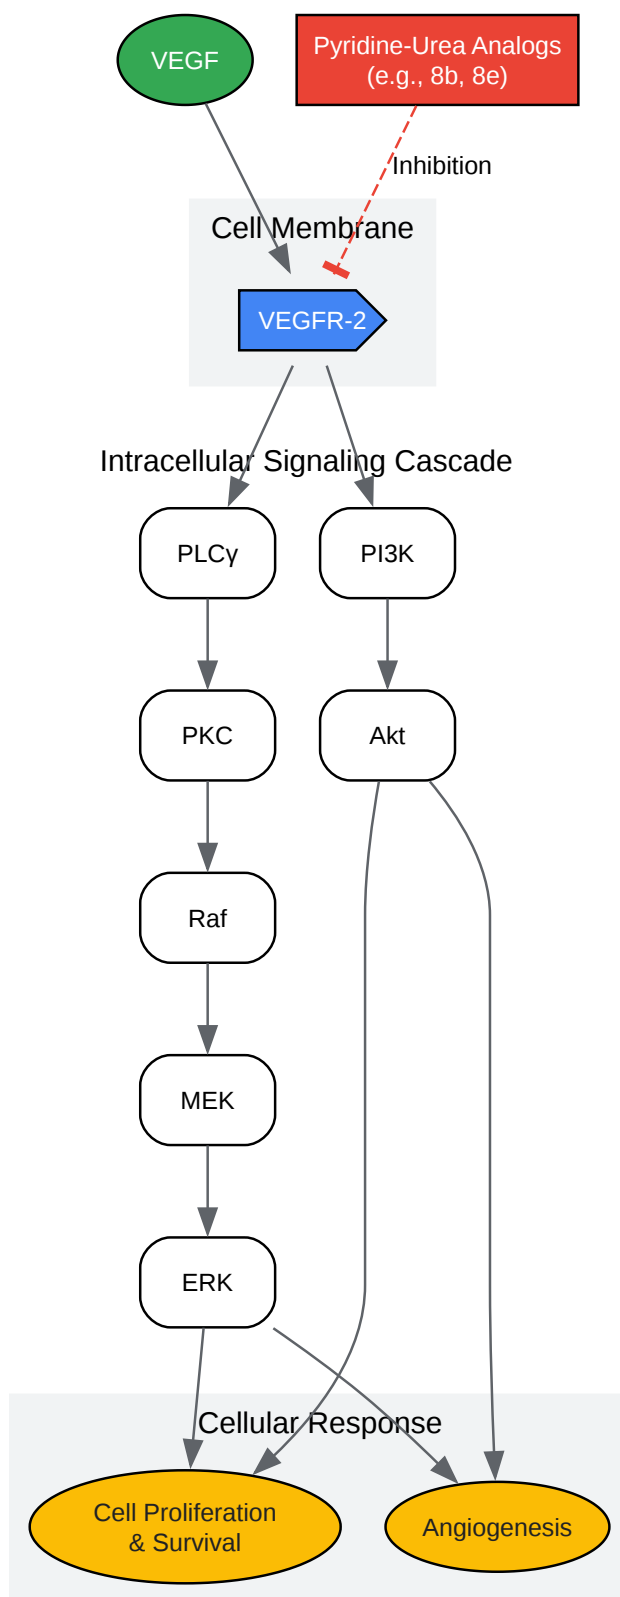 VEGF
Pyridine-Urea Analogs
(e.g., 8b, 8e)
Inhibition
Cell Membrane
VEGFR-2
Intracellular Signaling Cascade
PLCγ
PI3K
PKC
Akt
Raf
MEK
ERK
Cellular Response
Cell Proliferation
& Survival
Angiogenesis